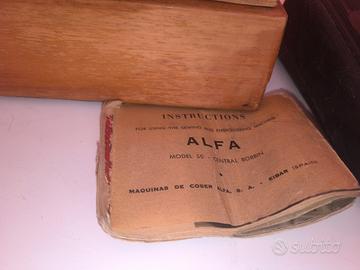 INSTRUCTIONS
FOR USING THE SEWING AND EMBROIDERING MACHINE
ALFA
MODEL 50 - CENTRAL BOBBIN
MAQUINAS DE COSER ALFA, S. A. - EIBAR (SPAIN)
subito